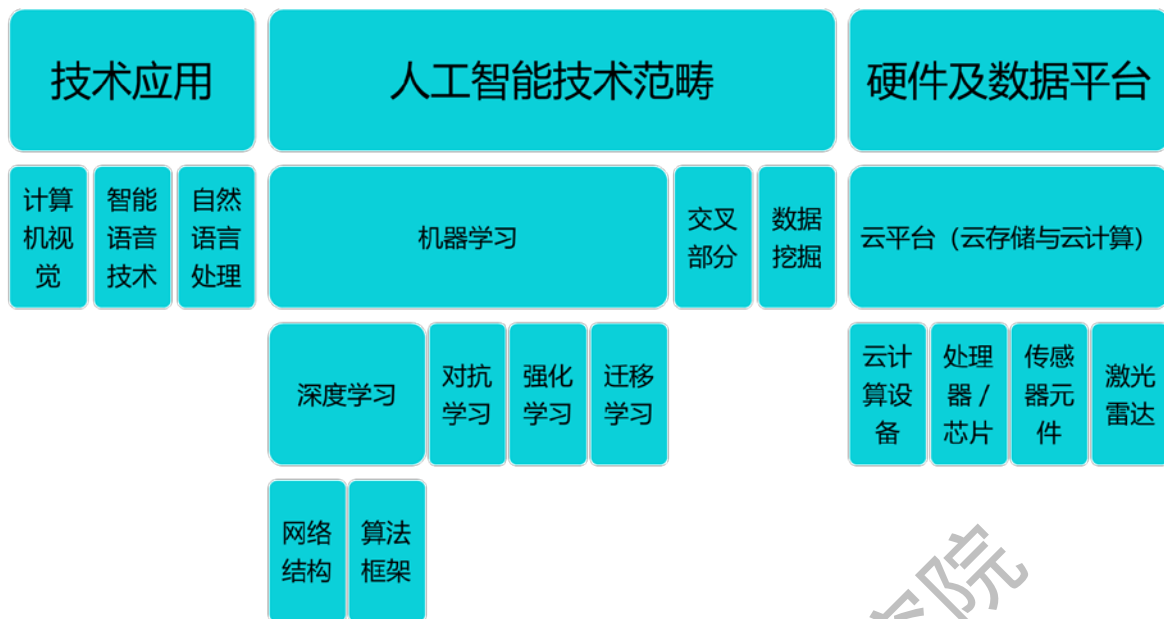 技术应用
人工智能技术范畴
硬件及数据平台
计算
机视
觉
智能
语音
技术
自然
语言
处理
机器学习
交叉
部分
数据
挖掘
云平台（云存储与云计算）
深度学习
对抗
学习
强化
学习
迁移
学习
云计
算设
备
处理
器 /
芯片
传感
器元
件
激光
雷达
网络
结构
算法
框架
院